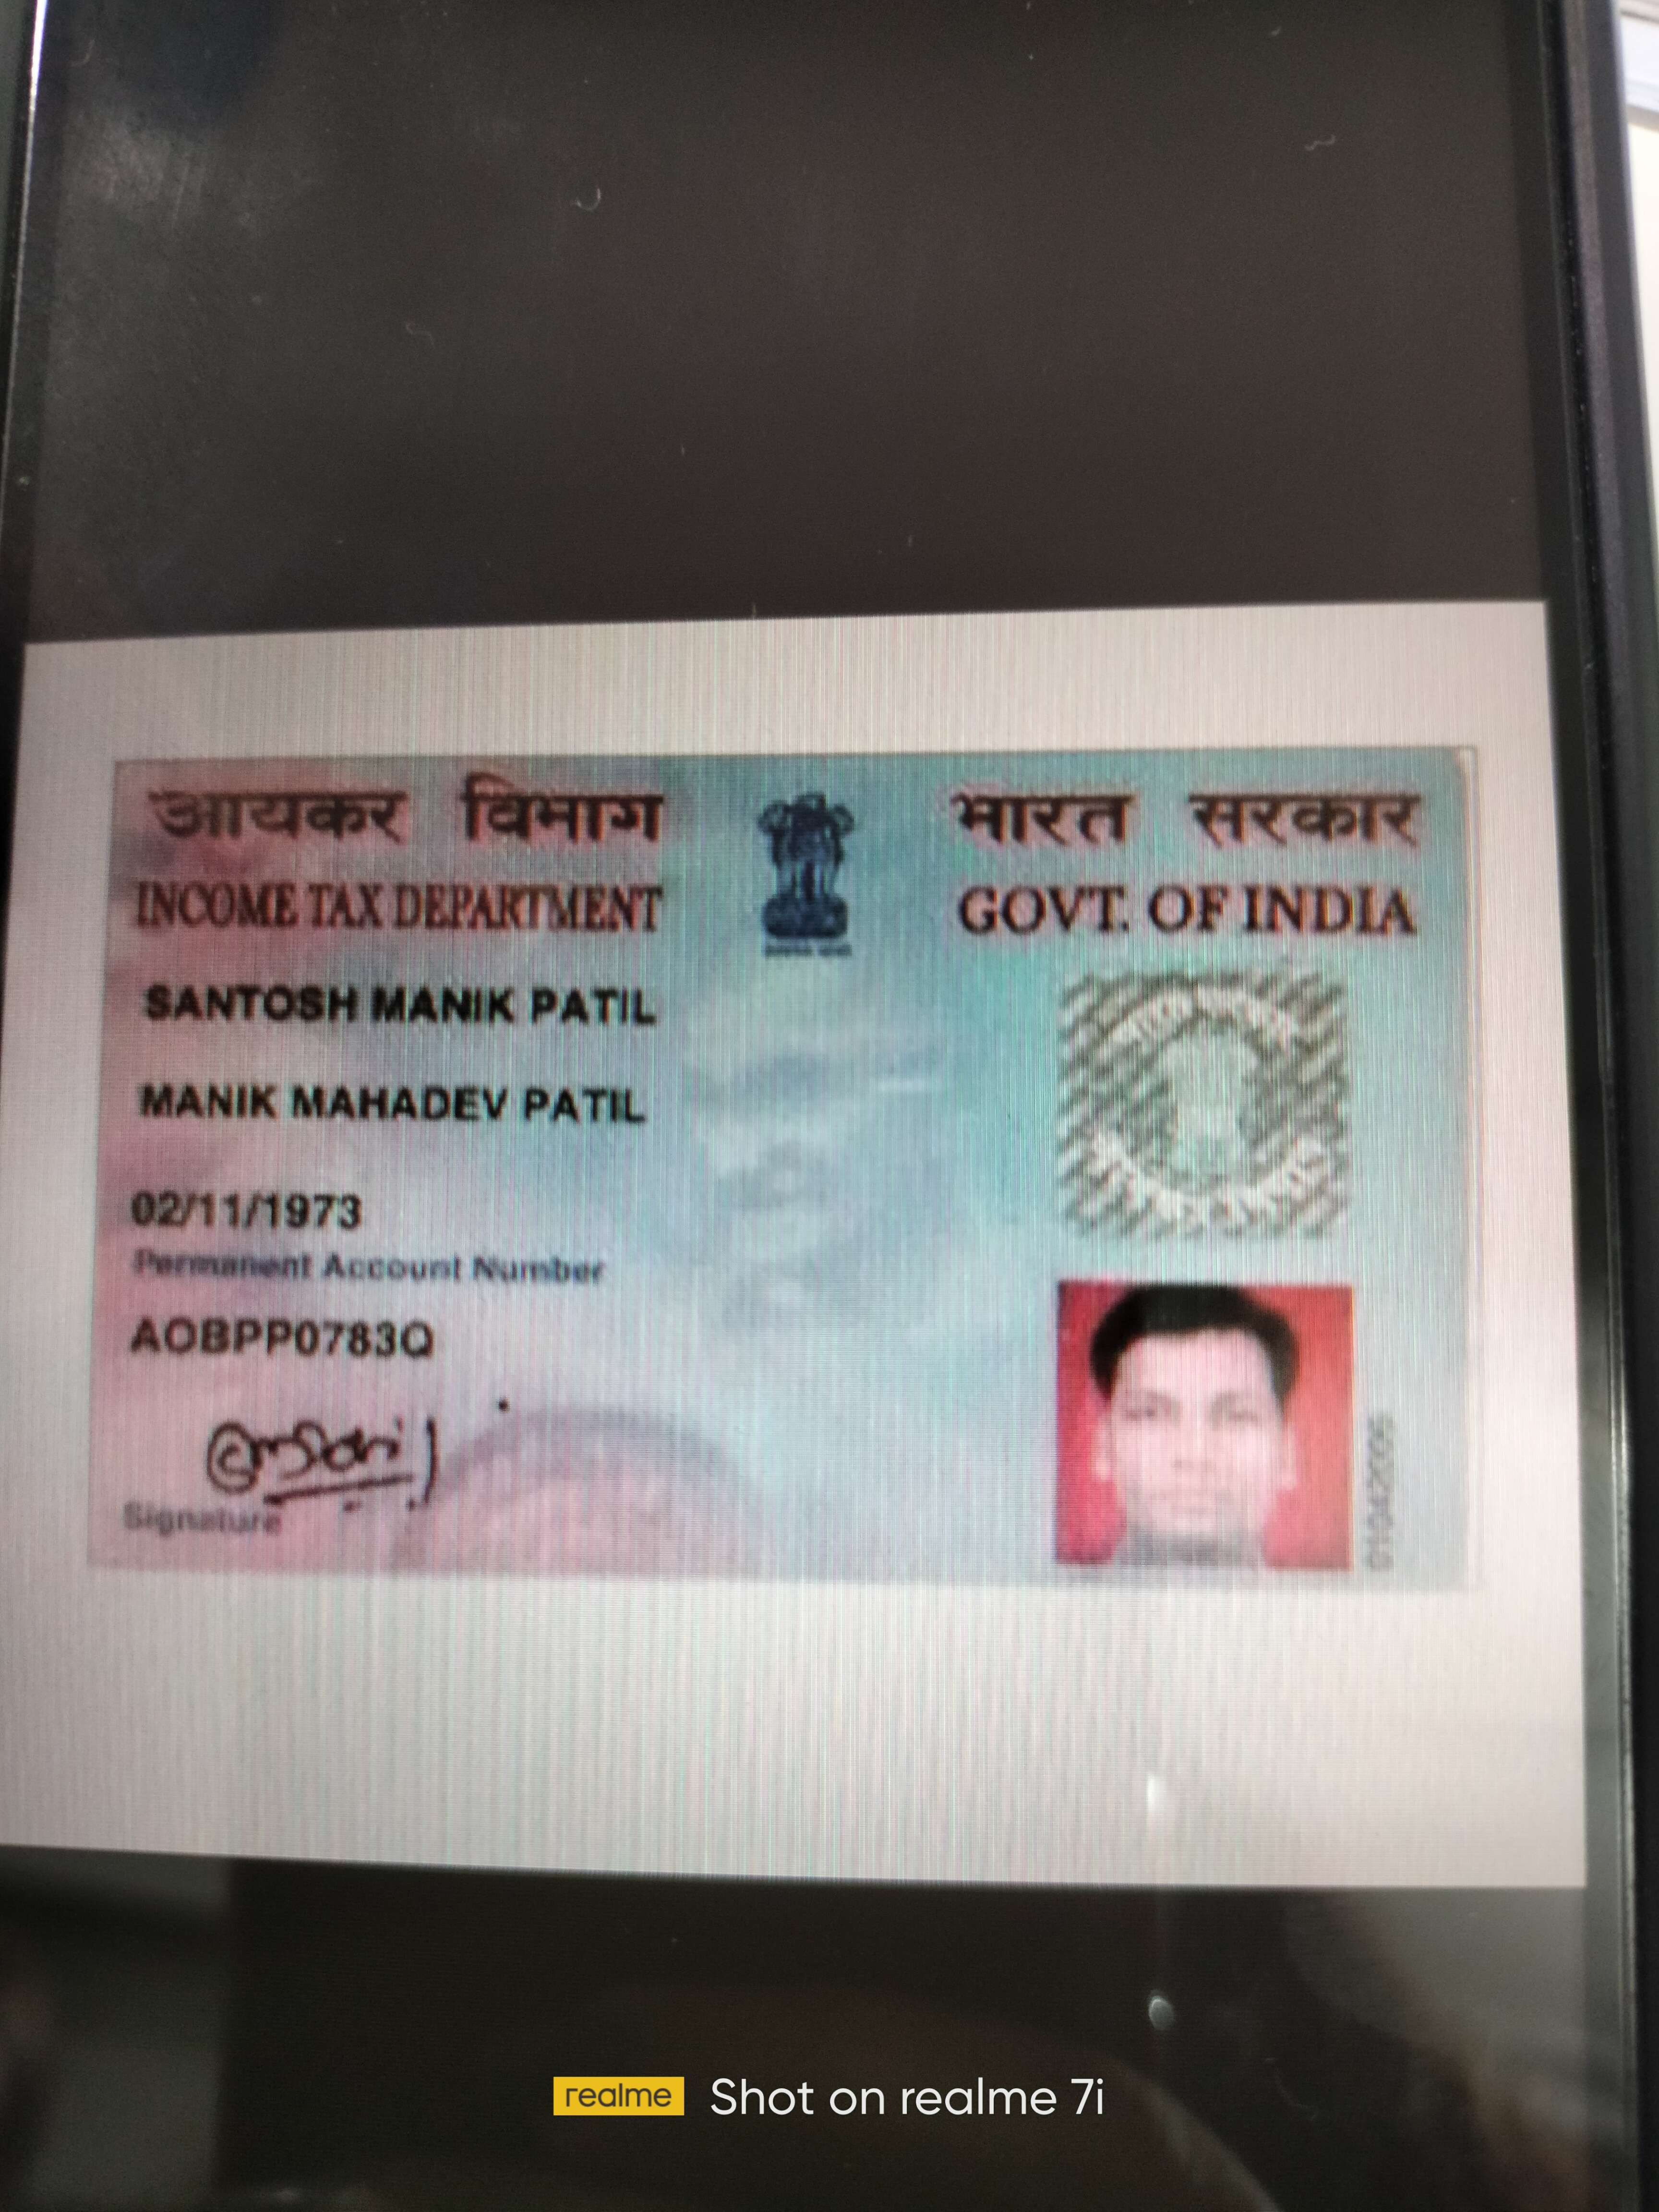 आयकर विभाग
INCOME TAX DEPARTMENT
भारत सरकार
GOVT. OF INDIA
SANTOSH MANIK PATIL
MANIK MAHADEV PATIL
02/11/1973
Permanent Account Number
AOBPP0783Q
Signature
realme Shot on realme 7i